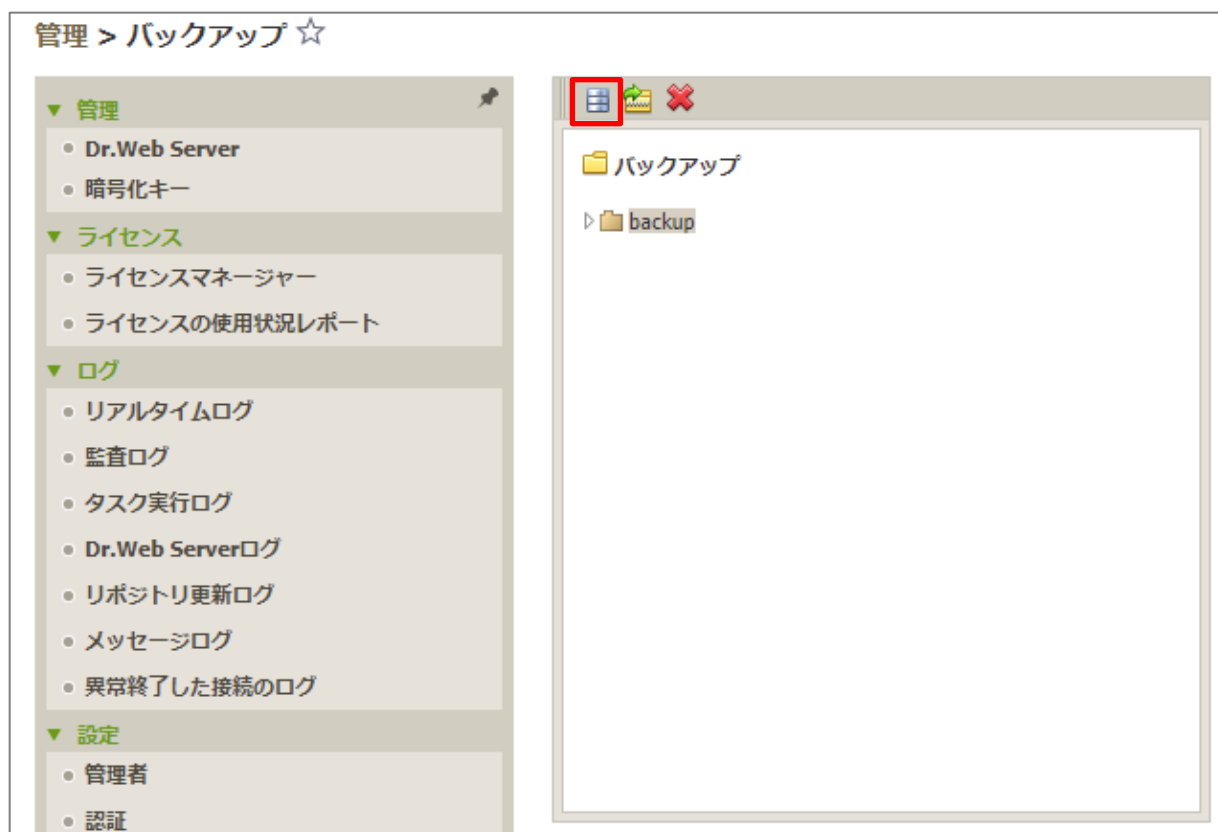 管理 > バックアップ ☆
管理
Dr.Web Server
暗号化キー
ライセンス
ライセンスマネージャー
ライセンスの使用状況レポート
ログ
リアルタイムログ
監査ログ
タスク実行ログ
Dr.Web Serverログ
リポジトリ更新ログ
メッセージログ
異常終了した接続のログ
設定
管理者
認証
バックアップ
backup